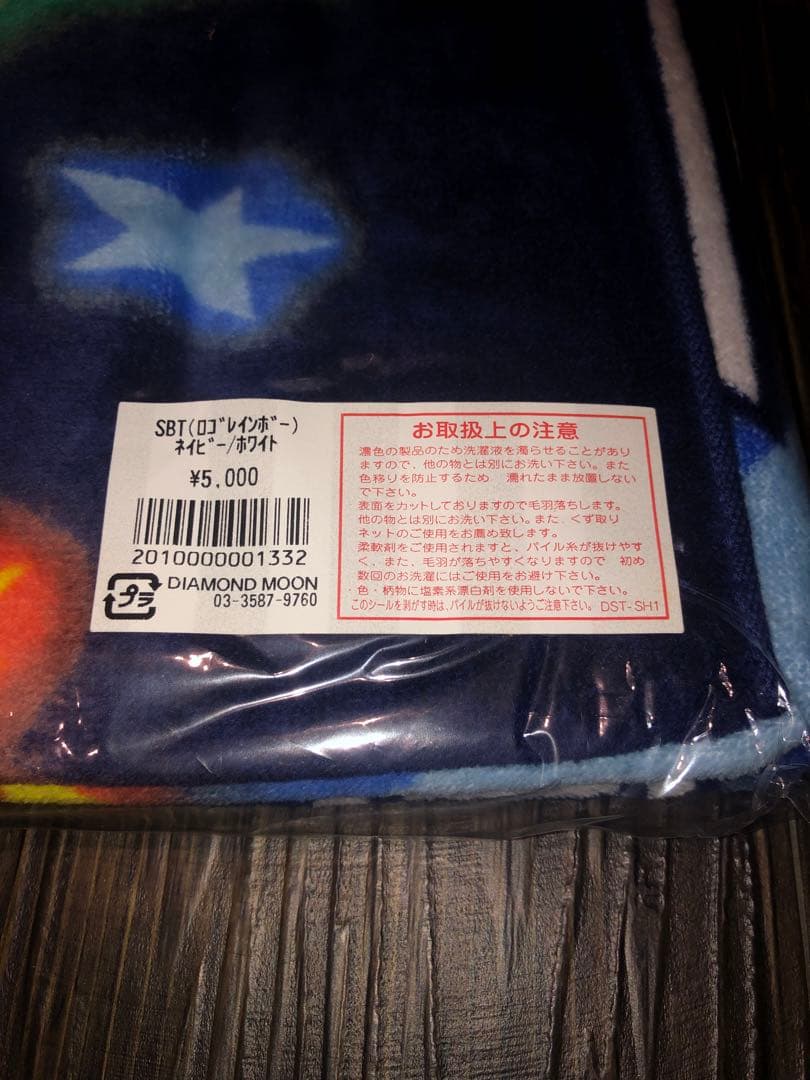 SBT(ﾛｺﾞﾚｲﾝﾎﾞｰ)
ﾈｲﾋﾞｰ/ﾎﾜｲﾄ
¥5,000
2010000001332
プラ
DIAMOND MOON
03-3587-9760
お取扱上の注意
濃色の製品のため洗濯液を濁らせることがあり
ますので、他の物とは別にお洗い下さい。また
色移りを防止するため 濡れたまま放置しない
で下さい。
表面をカットしておりますので毛羽落ちします。
他の物とは別にお洗い下さい。また、くず取り
ネットのご使用をお薦め致します。
柔軟剤をご使用されますと、パイル糸が抜けやす
く、また、毛羽が落ちやすくなりますので 初め
数回のお洗濯にはご使用をお避け下さい。
・色・柄物に塩素系漂白剤を使用しないで下さい。
このシールを剥がす時は、パイルが抜けないようご注意下さい。 DST-SH1